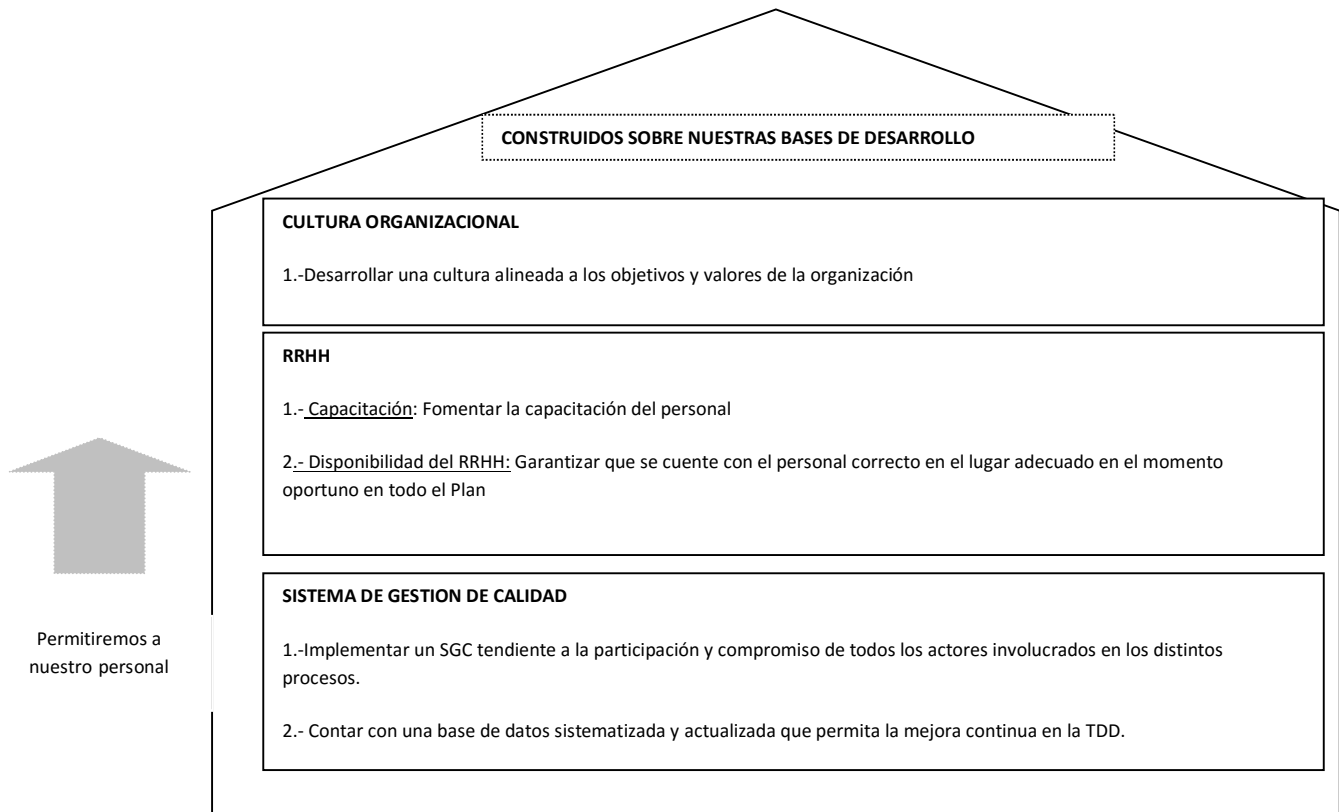 CONSTRUIDOS SOBRE NUESTRAS BASES DE DESARROLLO
CULTURA ORGANIZACIONAL
1.-Desarrollar una cultura alineada a los objetivos y valores de la organización
RRHH
1.- Capacitación: Fomentar la capacitación del personal
2.- Disponibilidad del RRHH: Garantizar que se cuente con el personal correcto en el lugar adecuado en el momento
oportuno en todo el Plan
SISTEMA DE GESTION DE CALIDAD
1.-Implementar un SGC tendiente a la participación y compromiso de todos los actores involucrados en los distintos
procesos.
2.- Contar con una base de datos sistematizada y actualizada que permita la mejora continua en la TDD.
Permitiremos a
nuestro personal